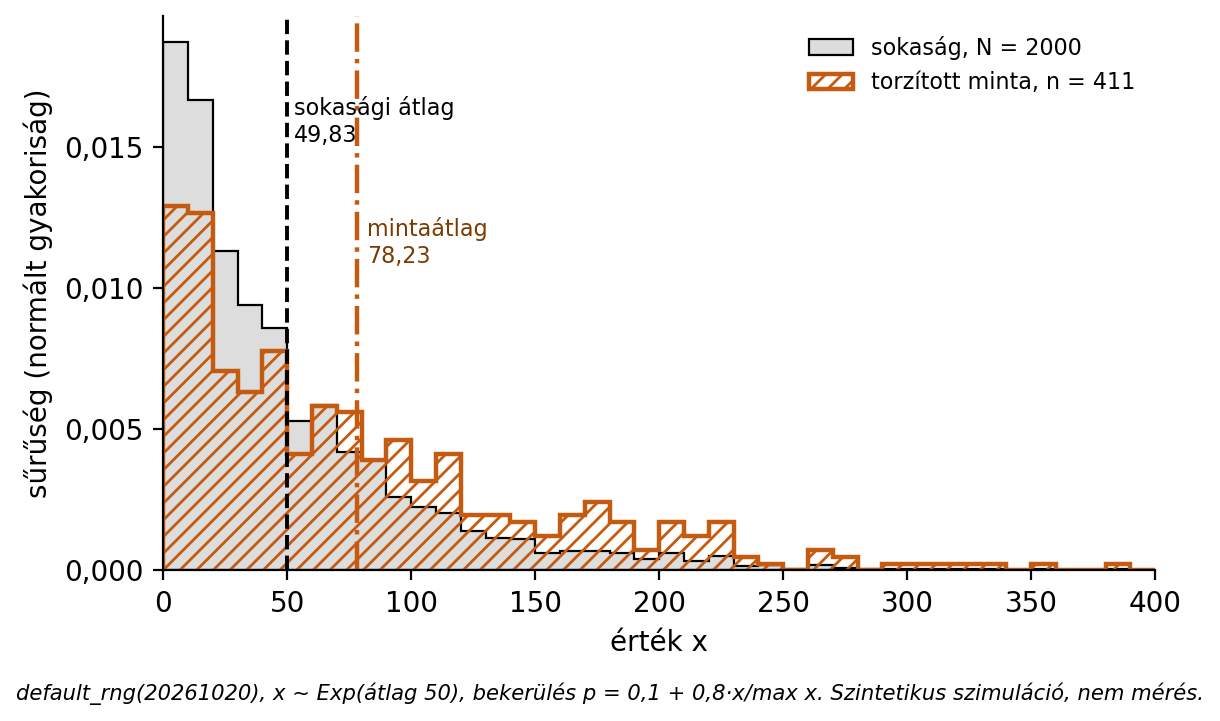 sokaság, N = 2000
torzított minta, n = 411
sokasági átlag
49,83
mintaátlag
78,23
sűrűség (normált gyakoriság)
0,015
0,010
0,005
0,000
0 50 100 150 200 250 300 350 400
érték x
default_rng(20261020), x ~ Exp(átlag 50), bekerülés p = 0,1 + 0,8·x/max x. Szintetikus szimuláció, nem mérés.